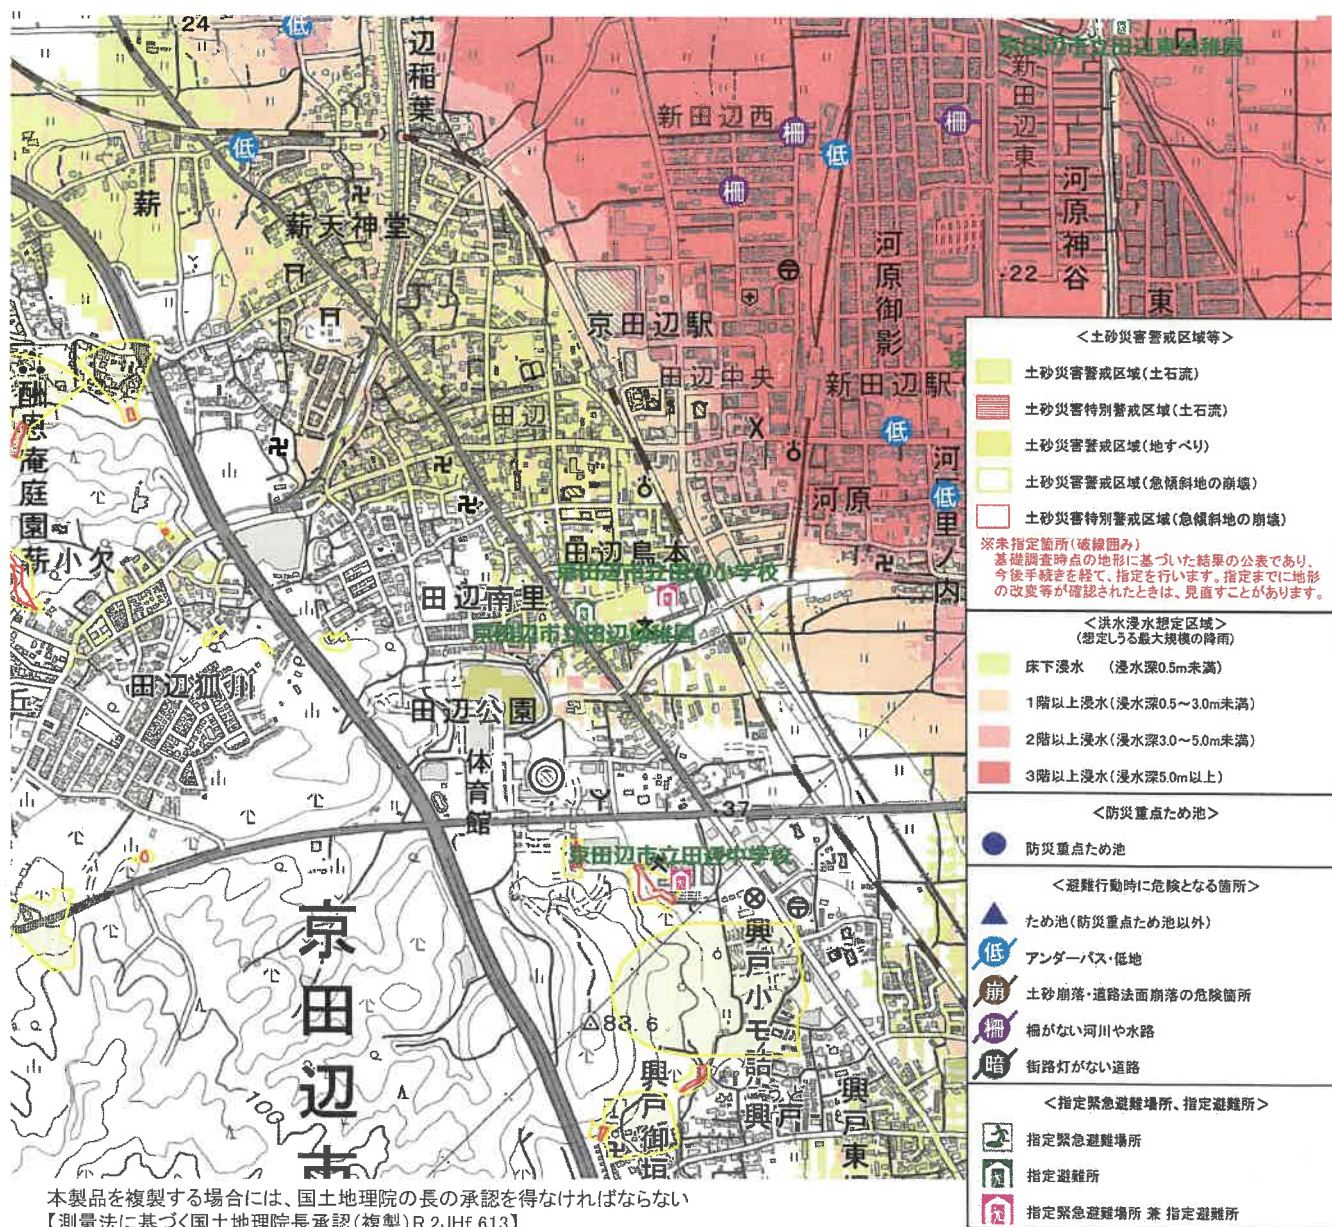 24
低
辺稲葉
京田辺市立田辺東幼稚園
新田辺東
新田辺西
柵
柵
低
柵
低
薪
薪天神堂
河原神谷
河原御影
22
東
京田辺駅
田辺中央
新田辺駅
田辺
低
河原
低
河
里ノ内
酬恩庵庭園
薪小欠
田辺鳥本
田辺南里
京田辺市立田辺幼稚園
田辺狐川
丘
田辺公園
体育館
37
京田辺市立田辺中学校
京田辺市
興戸小モ詰
83.6
100
興戸御垣
興戸
興戸東
＜土砂災害警戒区域等＞
土砂災害警戒区域(土石流)
土砂災害特別警戒区域(土石流)
土砂災害警戒区域(地すべり)
土砂災害警戒区域(急傾斜地の崩壊)
土砂災害特別警戒区域(急傾斜地の崩壊)
※未指定箇所(破線囲み)
基礎調査時点の地形に基づいた結果の公表であり、
今後手続きを経て、指定を行います。指定までに地形
の改変等が確認されたときは、見直すことがあります。
＜洪水浸水想定区域＞
(想定しうる最大規模の降雨)
床下浸水 (浸水深0.5m未満)
1階以上浸水(浸水深0.5～3.0m未満)
2階以上浸水(浸水深3.0～5.0m未満)
3階以上浸水(浸水深5.0m以上)
＜防災重点ため池＞
防災重点ため池
＜避難行動時に危険となる箇所＞
ため池(防災重点ため池以外)
低 アンダーパス・低地
崩 土砂崩落・道路法面崩落の危険箇所
柵 柵がない河川や水路
暗 街路灯がない道路
＜指定緊急避難場所、指定避難所＞
指定緊急避難場所
指定避難所
指定緊急避難場所 兼 指定避難所
本製品を複製する場合には、国土地理院の長の承認を得なければならない
【測量法に基づく国土地理院長承認(複製)R 2JHf 613】